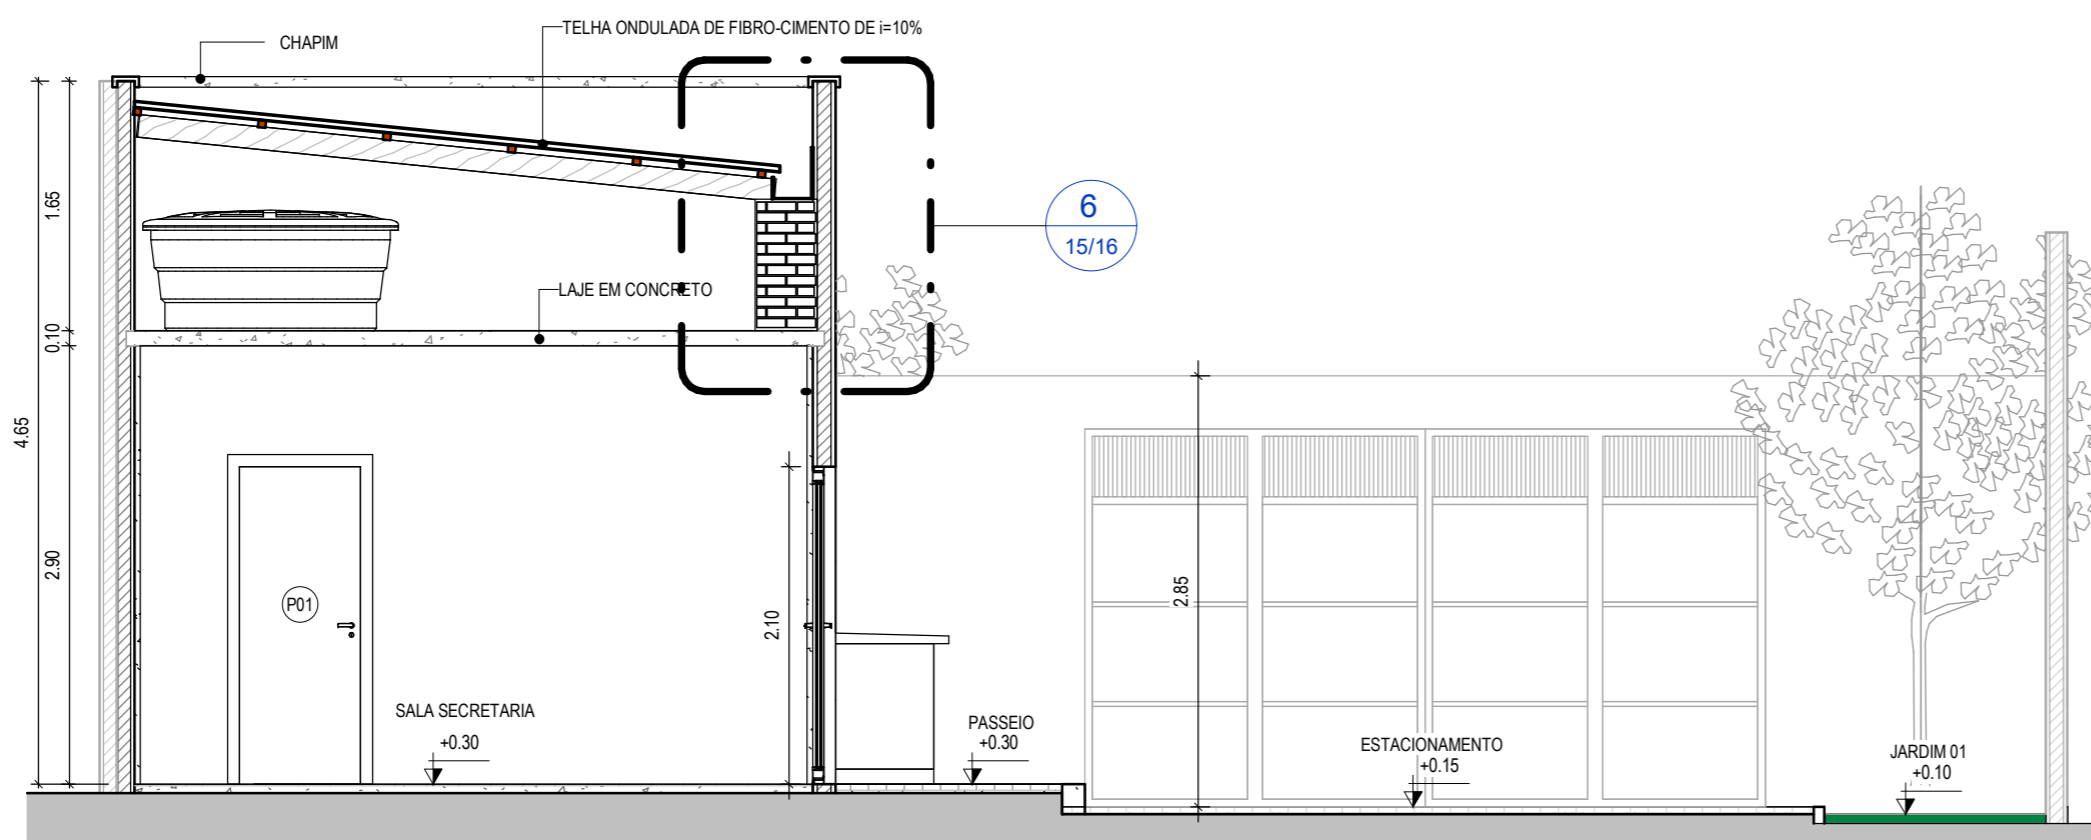 TELHA ONDULADA DE FIBRO-CIMENTO DE i=10%
CHAPIM
1.65
6
15/16
LAJE EM CONCRETO
0.10
4.65
2.90
2.85
P01
2.10
SALA SECRETARIA
+0.30
PASSEIO
+0.30
ESTACIONAMENTO
+0.15
JARDIM 01
+0.10